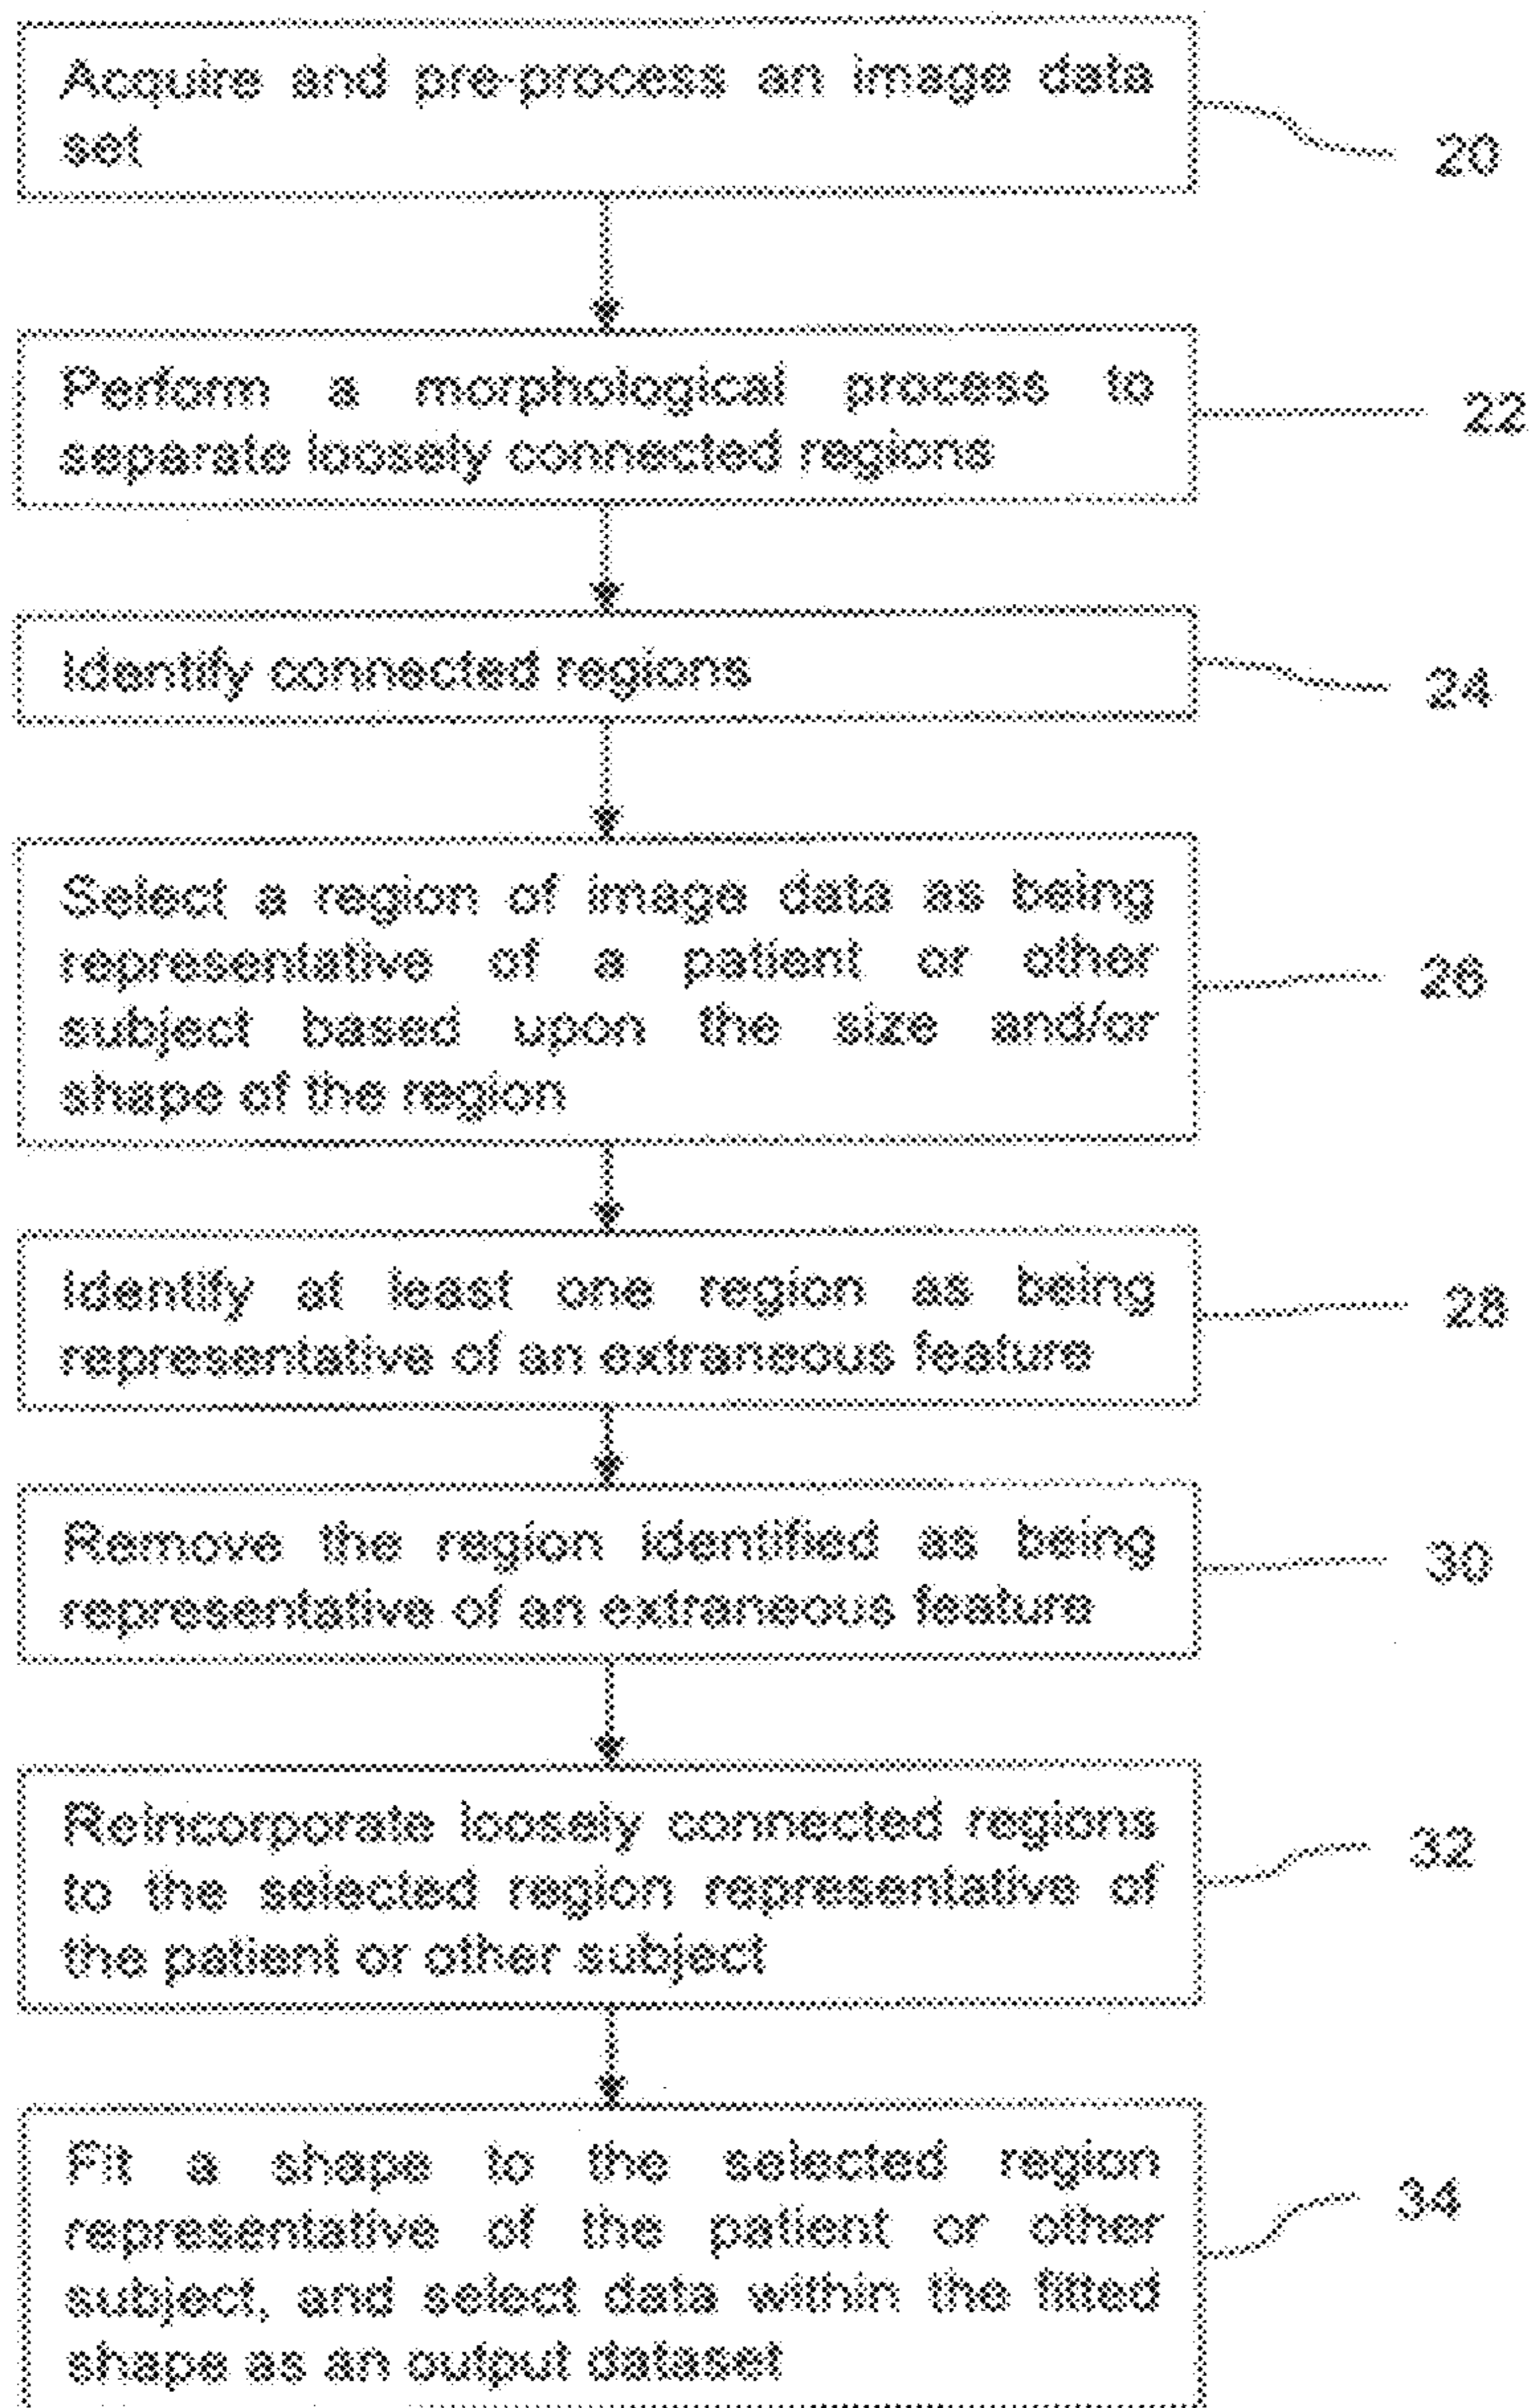 Acquire and pre-process an image data
set
20
Perform a morphological process to
separate loosely connected regions
22
Identify connected regions
24
Select a region of image data as being
representative of a patient or other
subject based upon the size and/or
shape of the region
26
Identify at least one region as being
representative of an extraneous feature
28
Remove the region identified as being
representative of an extraneous feature
30
Reincorporate loosely connected regions
to the selected region representative of
the patient or other subject
32
Fit a shape to the selected region
representative of the patient or other
subject, and select data within the fitted
shape as an output dataset
34